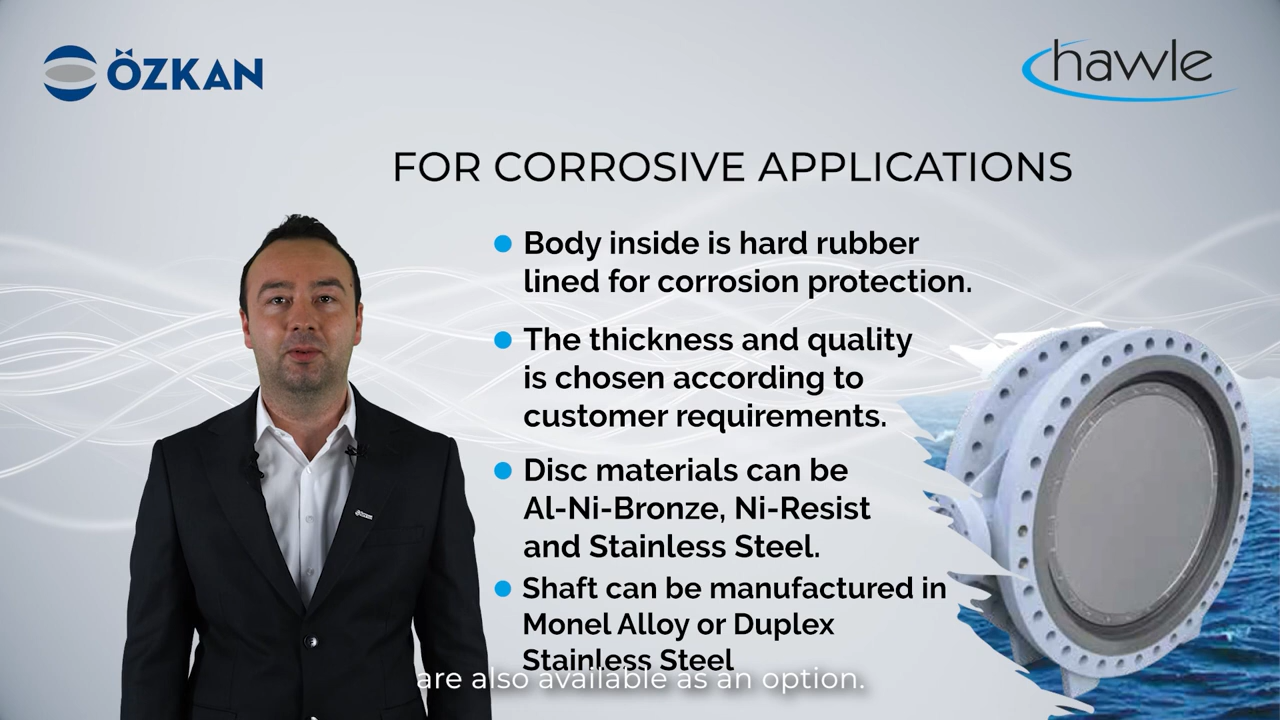 ÖZKAN
hawle
FOR CORROSIVE APPLICATIONS
Body inside is hard rubber
lined for corrosion protection.
The thickness and quality
is chosen according to
customer requirements.
Disc materials can be
Al-Ni-Bronze, Ni-Resist
and Stainless Steel.
Shaft can be manufactured in
Monel Alloy or Duplex
Stainless Steel
are also available as an option.